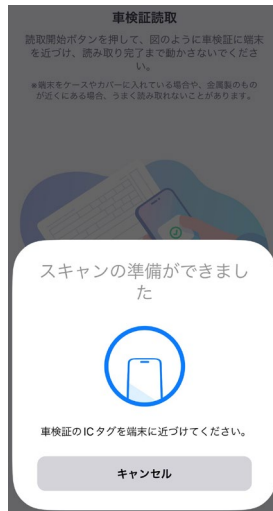 車検証読取
読取開始ボタンを押して、図のように車検証に端末
を近づけ、読み取り完了まで動かさないでくださ
い。
※端末をケースやカバーに入れている場合や、金属製のもの
が近くにある場合、うまく読み取れないことがあります。
スキャンの準備ができまし
た
車検証のICタグを端末に近づけてください。
キャンセル